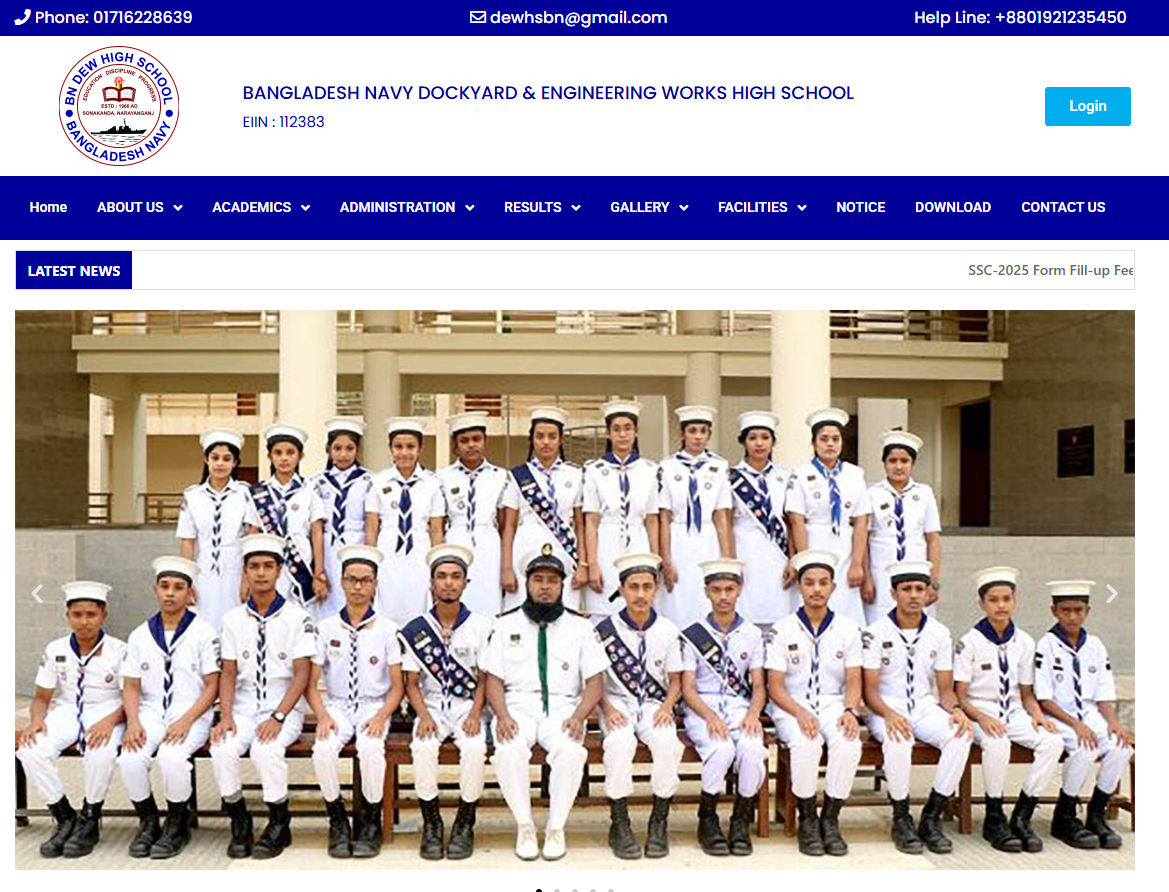 Phone: 01716228639
dewhsbn@gmail.com
Help Line: +8801921235450
BN DEW HIGH SCHOOL
EDUCATION DISCIPLINE PROGRESS
ESTD : 1966 AD
SONAKANDA, NARAYANGANJ
BANGLADESH NAVY
BANGLADESH NAVY DOCKYARD & ENGINEERING WORKS HIGH SCHOOL
EIIN : 112383
Login
Home ABOUT US ACADEMICS ADMINISTRATION RESULTS GALLERY FACILITIES NOTICE DOWNLOAD CONTACT US
LATEST NEWS
SSC-2025 Form Fill-up Fee